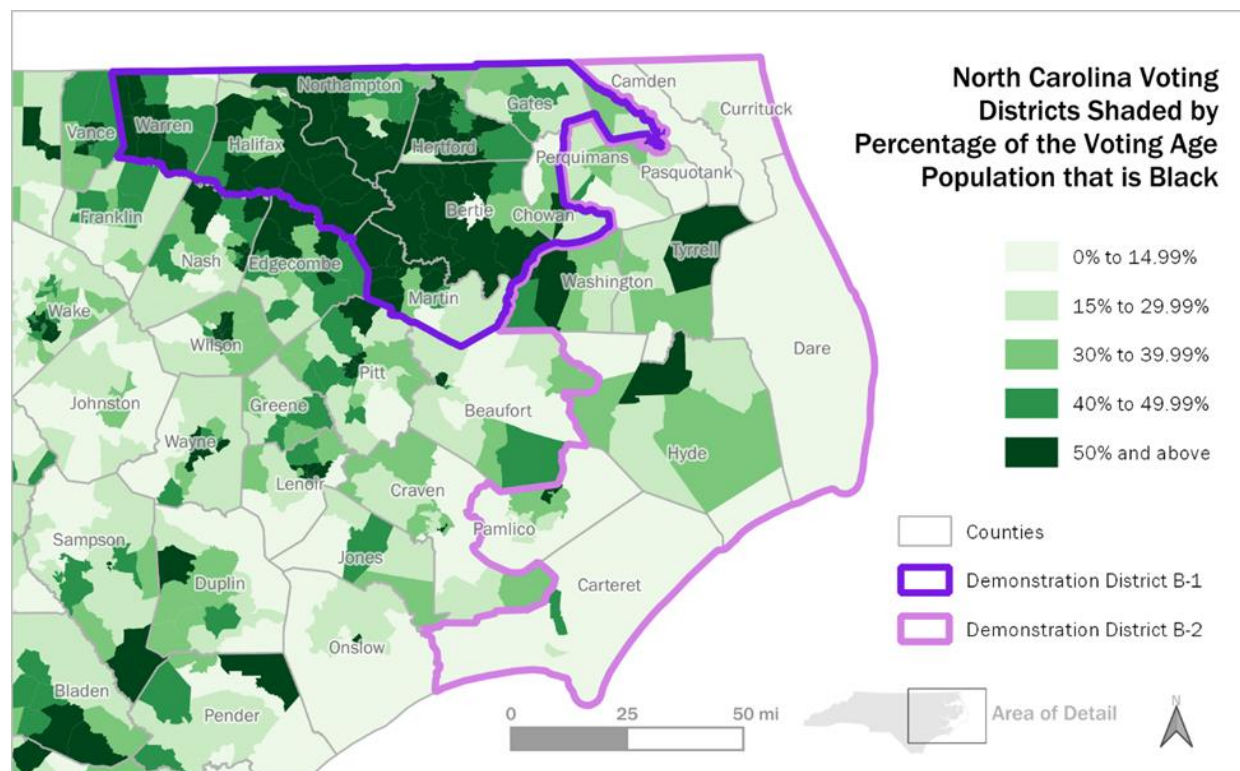 North Carolina Voting
Districts Shaded by
Percentage of the Voting Age
Population that is Black
0% to 14.99%
15% to 29.99%
30% to 39.99%
40% to 49.99%
50% and above
Counties
Demonstration District B-1
Demonstration District B-2
Area of Detail
N
0 25 50 mi
Camden
Currituck
Northampton
Gates
Vance
Warren
Halifax
Hertford
Perquimans
Pasquotank
Franklin
Bertie
Chowan
Nash
Edgecombe
Tyrrell
Washington
Martin
Wake
Wilson
Dare
Pitt
Johnston
Greene
Beaufort
Wayne
Hyde
Lenoir
Craven
Pamlico
Sampson
Jones
Duplin
Carteret
Onslow
Bladen
Pender